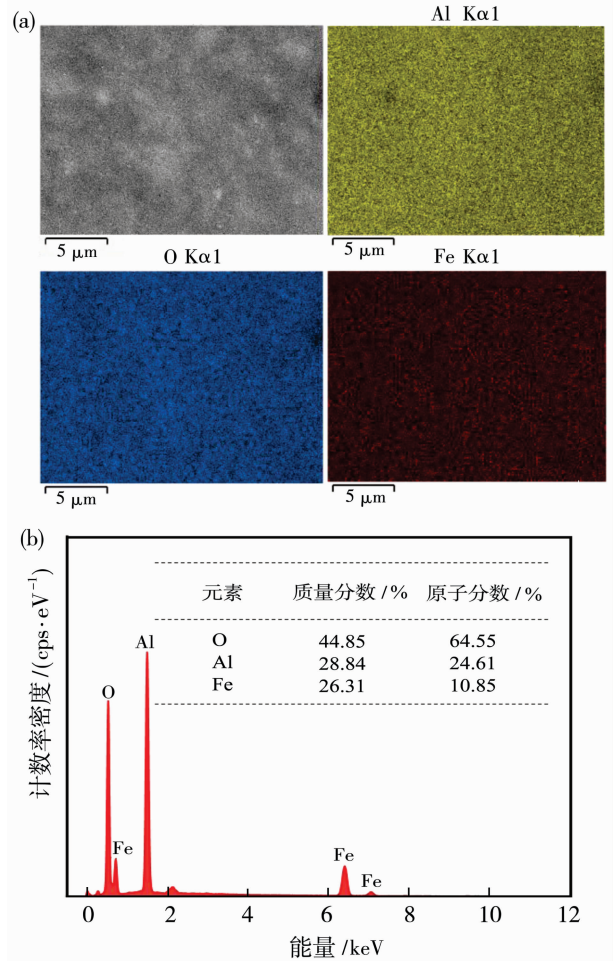 (a)
Al Kα1
5 μm
O Kα1
Fe Kα1
5 μm
5 μm
(b)
元素 质量分数/% 原子分数/%
O 44.85 64.55
Al 28.84 24.61
Fe 26.31 10.85
Al
O
Fe
Fe
Fe
计数率密度/(cps·eV⁻¹)
0 2 4 6 8 10 12
能量/keV